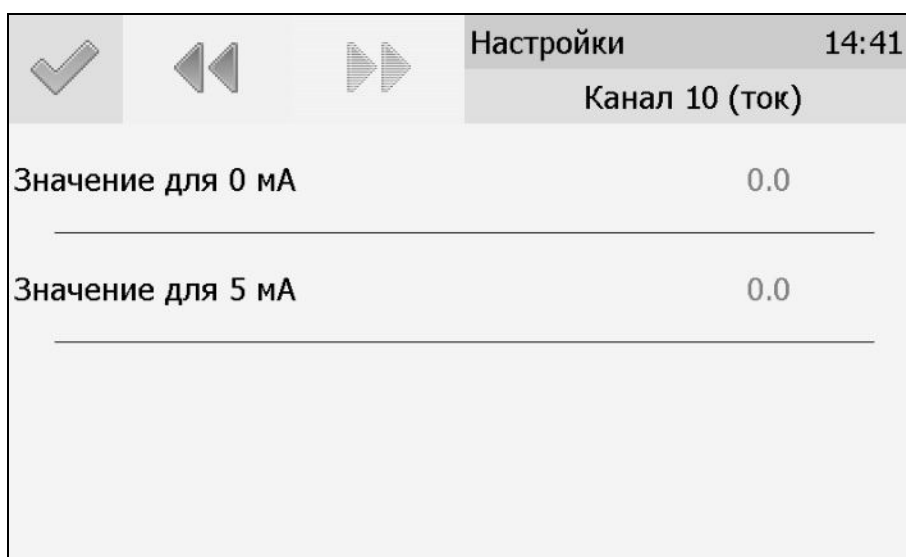 Настройки 14:41
Канал 10 (ток)
Значение для 0 мА 0.0
Значение для 5 мА 0.0